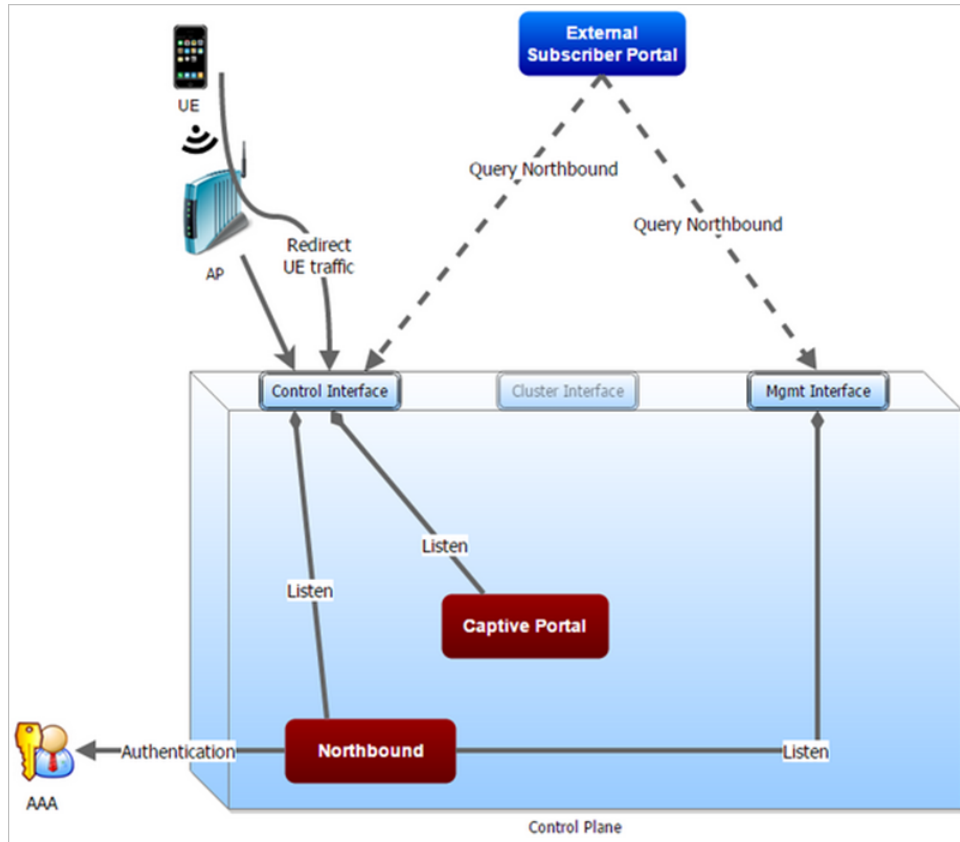 External
Subscriber Portal
UE
Query Northbound
Query Northbound
Redirect
UE traffic
AP
Control Interface
Cluster Interface
Mgmt Interface
Listen
Listen
Captive Portal
Northbound
Authentication
Listen
AAA
Control Plane